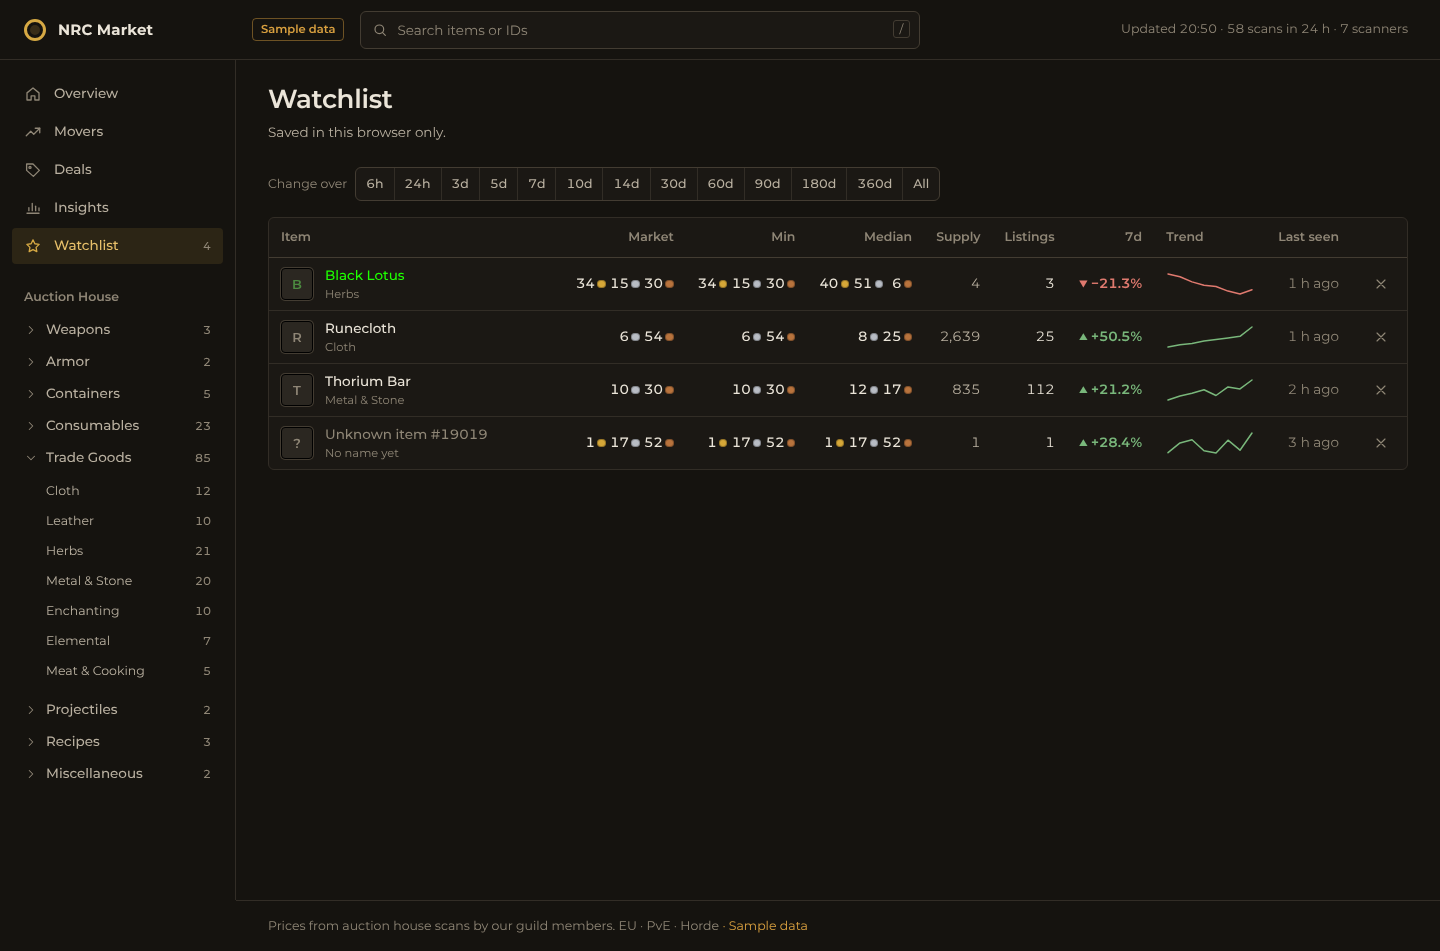 NRC Market
Sample data
Search items or IDs
/
Updated 20:50 · 58 scans in 24 h · 7 scanners
Overview
Movers
Deals
Insights
Watchlist 4
Auction House
Weapons 3
Armor 2
Containers 5
Consumables 23
Trade Goods 85
Cloth 12
Leather 10
Herbs 21
Metal & Stone 20
Enchanting 10
Elemental 7
Meat & Cooking 5
Projectiles 2
Recipes 3
Miscellaneous 2
Watchlist
Saved in this browser only.
Change over 6h 24h 3d 5d 7d 10d 14d 30d 60d 90d 180d 360d All
Item Market Min Median Supply Listings 7d Trend Last seen
B Black Lotus 34 15 30 34 15 30 40 51 6 4 3 ▼ −21.3% 1 h ago
Herbs
R Runecloth 6 54 6 54 8 25 2,639 25 ▲ +50.5% 1 h ago
Cloth
T Thorium Bar 10 30 10 30 12 17 835 112 ▲ +21.2% 2 h ago
Metal & Stone
? Unknown item #19019 1 17 52 1 17 52 1 17 52 1 1 ▲ +28.4% 3 h ago
No name yet
Prices from auction house scans by our guild members. EU · PvE · Horde · Sample data